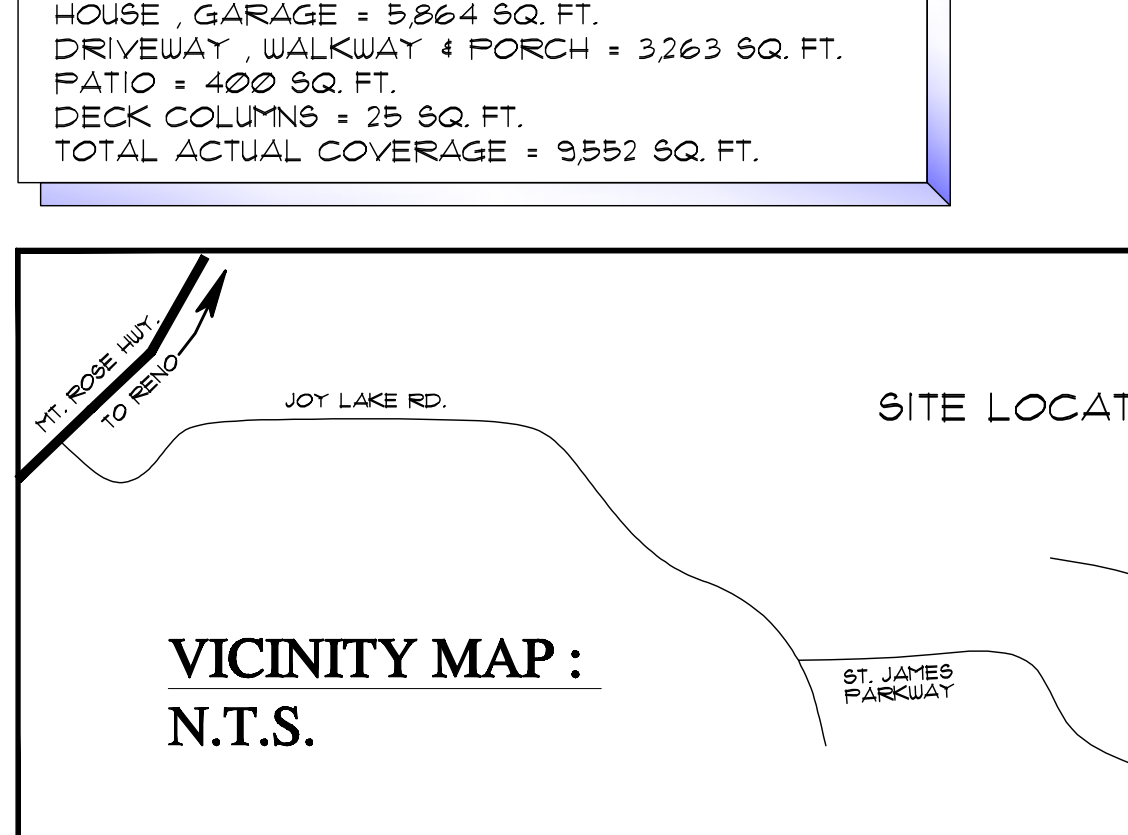 HOUSE , GARAGE = 5,864 SQ. FT.
DRIVEWAY , WALKWAY & PORCH = 3,263 SQ. FT.
PATIO = 400 SQ. FT.
DECK COLUMNS = 25 SQ. FT.
TOTAL ACTUAL COVERAGE = 9,552 SQ. FT.
MT. ROSE HWY.
TO RENO
JOY LAKE RD.
SITE LOCAT
ST. JAMES
PARKWAY
VICINITY MAP :
N.T.S.